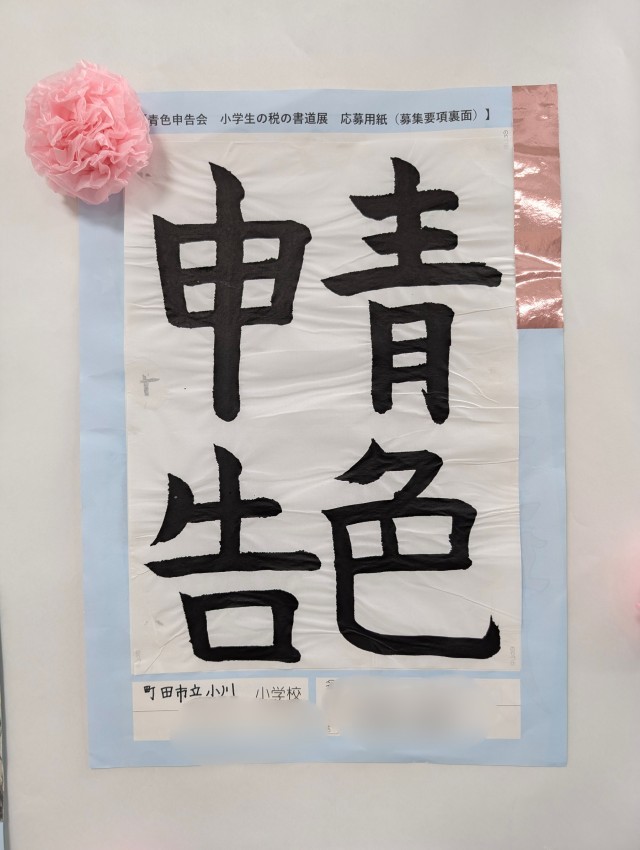 青色申告会　小学生の税の書道展　応募用紙（募集要項裏面）】
青色
申告
町田市立小川　小学校